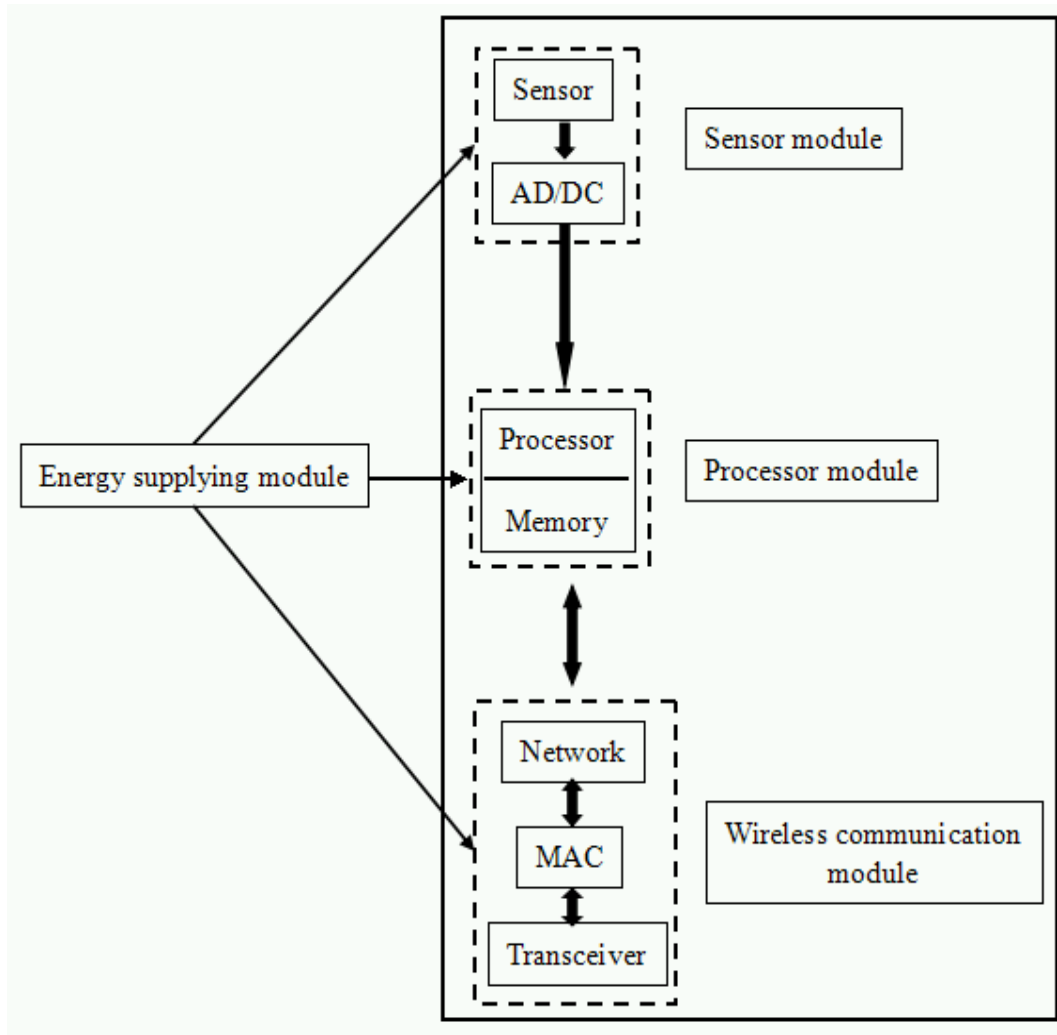 Sensor
Sensor module
AD/DC
Processor
Energy supplying module
Processor module
Memory
Network
Wireless communication
module
MAC
Transceiver